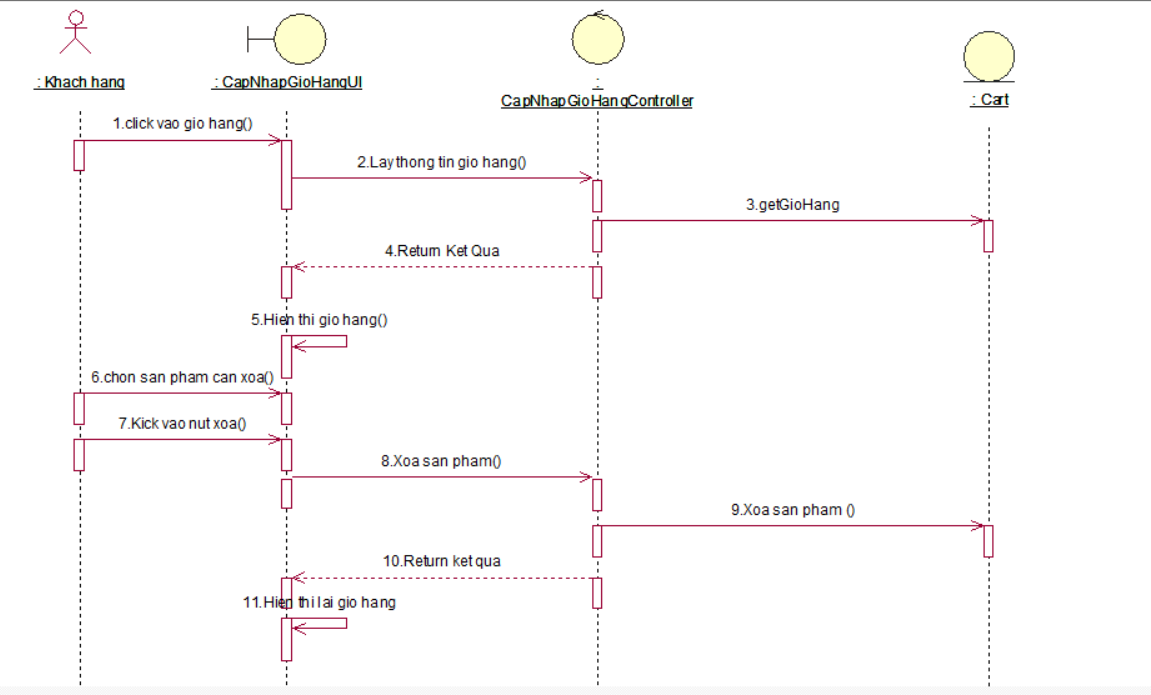 : Khach hang
: CapNhapGioHangUI
:
CapNhapGioHangController
: Cart
1.click vao gio hang()
2.Lay thong tin gio hang()
3.getGioHang
4.Return Ket Qua
5.Hien thi gio hang()
6.chon san pham can xoa()
7.Kick vao nut xoa()
8.Xoa san pham()
9.Xoa san pham ()
10.Return ket qua
11.Hien thi lai gio hang